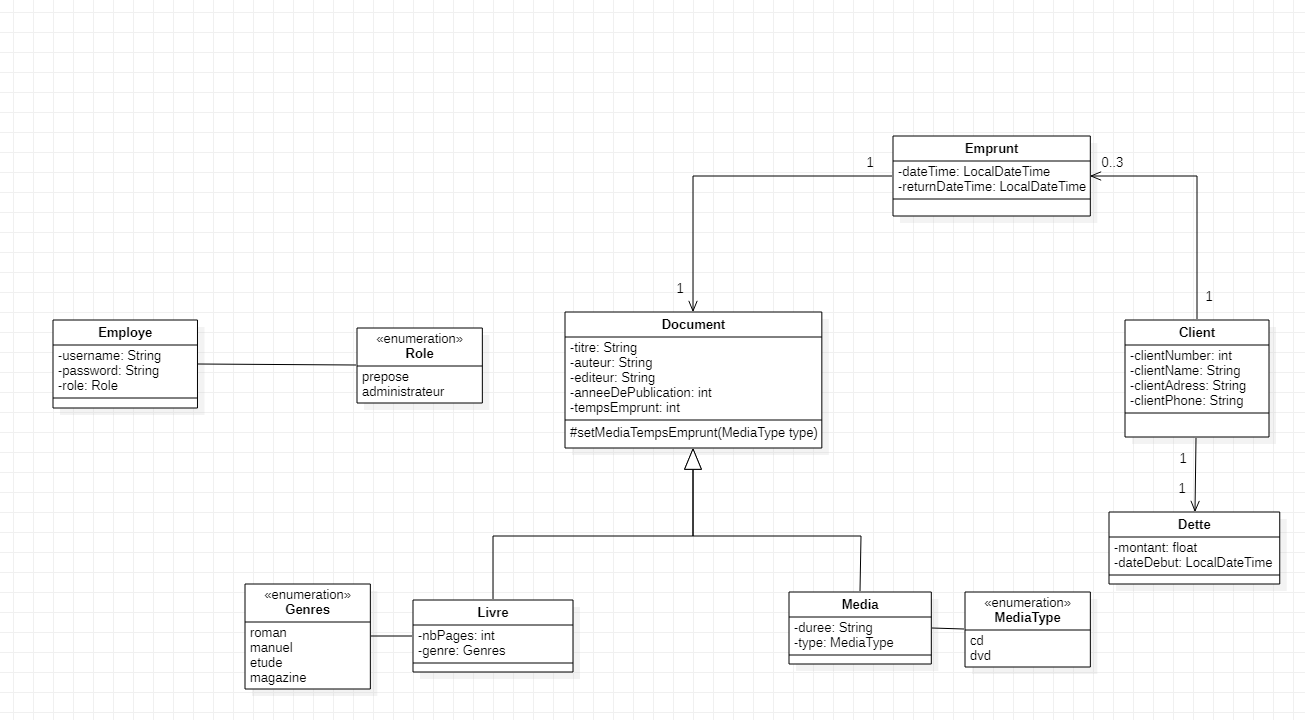 Emprunt
-dateTime: LocalDateTime
-returnDateTime: LocalDateTime
1
0..3
1
1
Employe
-username: String
-password: String
-role: Role
«enumeration»
Role
prepose
administrateur
Document
-titre: String
-auteur: String
-editeur: String
-anneeDePublication: int
-tempsEmprunt: int
#setMediaTempsEmprunt(MediaType type)
Client
-clientNumber: int
-clientName: String
-clientAdress: String
-clientPhone: String
1
1
Dette
-montant: float
-dateDebut: LocalDateTime
«enumeration»
Genres
roman
manuel
etude
magazine
Livre
-nbPages: int
-genre: Genres
Media
-duree: String
-type: MediaType
«enumeration»
MediaType
cd
dvd